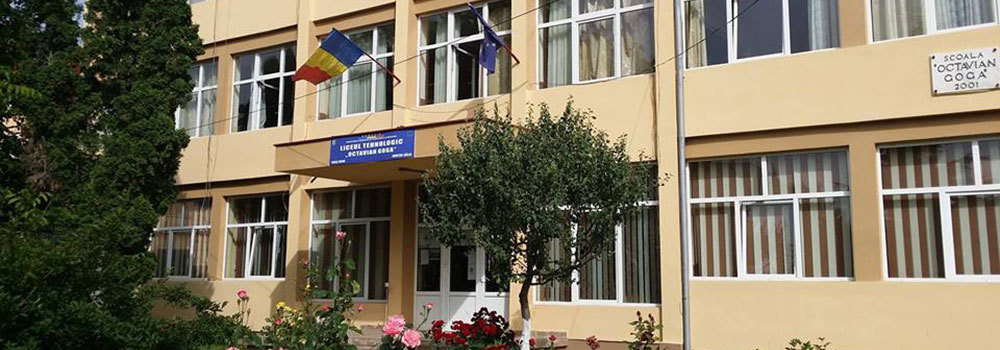 LICEUL TEHNOLOGIC
„OCTAVIAN GOGA”
SCOALA
"OCTAVIAN
GOGA"
2001